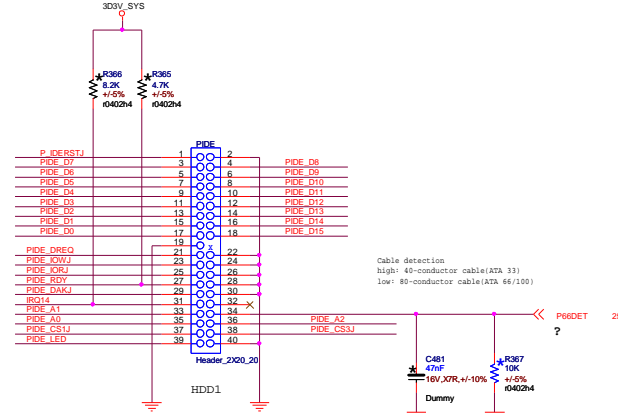 3D3V_SYS
R366
8.2K
+/-5%
r0402h4
R365
4.7K
+/-5%
r0402h4
PIDE
P_IDERSTJ 1 2
PIDE_D7 3 4 PIDE_D8
PIDE_D6 5 6 PIDE_D9
PIDE_D5 7 8 PIDE_D10
PIDE_D4 9 10 PIDE_D11
PIDE_D3 11 12 PIDE_D12
PIDE_D2 13 14 PIDE_D13
PIDE_D1 15 16 PIDE_D14
PIDE_D0 17 18 PIDE_D15
19 x
PIDE_DREQ 21 22
PIDE_IOWJ 23 24
PIDE_IORJ 25 26
PIDE_RDY 27 28
PIDE_DAKJ 29 30
IRQ14 31 32
PIDE_A1 33 34
PIDE_A0 35 36 PIDE_A2
PIDE_CS1J 37 38 PIDE_CS3J
PIDE_LED 39 40
Header_2X20_20
HDD1
Cable detection
high: 40-conductor cable(ATA 33)
low: 80-conductor cable(ATA 66/100)
P66DET
?
C481
47nF
16V,X7R,+/-10%
Dummy
R367
10K
+/-5%
r0402h4